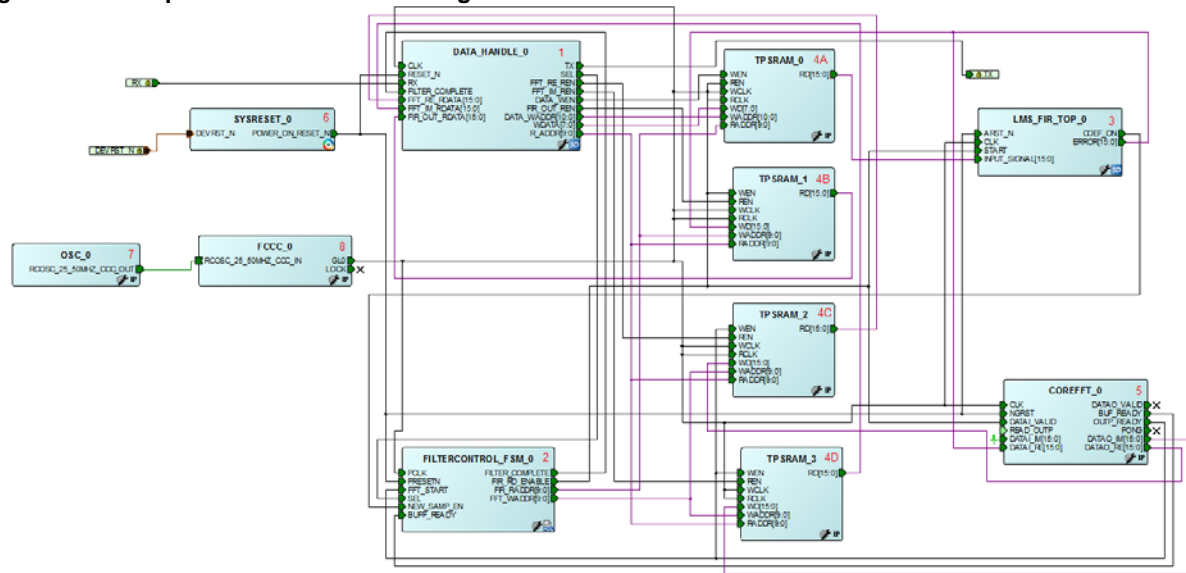 DATA_HANDLE_0 1
CLK
RESET_N
RX
FILTER_COMPLETE
FFT_RE_RDATA[15:0]
FFT_IM_RDATA[15:0]
FIR_OUT_RDATA[15:0]
TX
SEL
FFT_RE_REN
FFT_IM_REN
DATA_WEN
FIR_OUT_REN
DATA_WADDR[10:0]
WDATA[7:0]
R_ADDR[9:0]
RX
DEVRST_N
SYSRESET_0 6
DEVRST_N
POWER_ON_RESET_N
OSC_0 7
RCOSC_25_50MHZ_CCC_OUT
FCCC_0 8
RCOSC_25_50MHZ_CCC_IN
GL0
LOCK
FILTERCONTROL_FSM_0 2
PCLK
PRESETN
FFT_START
SEL
NEW_SAMP_EN
BUFF_READY
FILTER_COMPLETE
FIR_RD_ENABLE
FIR_RADDR[9:0]
FFT_WADDR[9:0]
TPSRAM_0 4A
WEN
REN
WCLK
RCLK
WD[7:0]
WADDR[10:0]
RADDR[9:0]
RD[15:0]
TPSRAM_1 4B
WEN
REN
WCLK
RCLK
WD[15:0]
WADDR[9:0]
RADDR[9:0]
RD[15:0]
TPSRAM_2 4C
WEN
REN
WCLK
RCLK
WD[15:0]
WADDR[9:0]
RADDR[9:0]
RD[15:0]
TPSRAM_3 4D
WEN
REN
WCLK
RCLK
WD[15:0]
WADDR[9:0]
RADDR[9:0]
RD[15:0]
TX
LMS_FIR_TOP_0 3
ARST_N
CLK
START
INPUT_SIGNAL[15:0]
COEF_ON
ERROR[15:0]
COREFFT_0 5
CLK
NGRST
DATAI_VALID
READ_OUTP
DATAI_IM[15:0]
DATAI_RE[15:0]
DATAO_VALID
BUF_READY
OUTP_READY
PONG
DATAO_IM[15:0]
DATAO_RE[15:0]